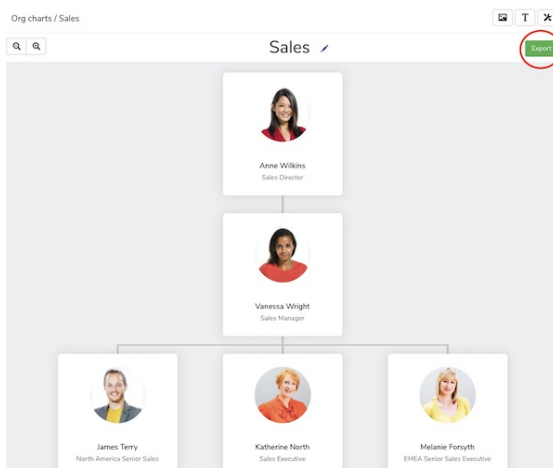 Org charts / Sales
T
Sales
Export
Anne Wilkins
Sales Director
Vanessa Wright
Sales Manager
James Terry
North America Senior Sales
Katherine North
Sales Executive
Melanie Forsyth
EMEA Senior Sales Executive